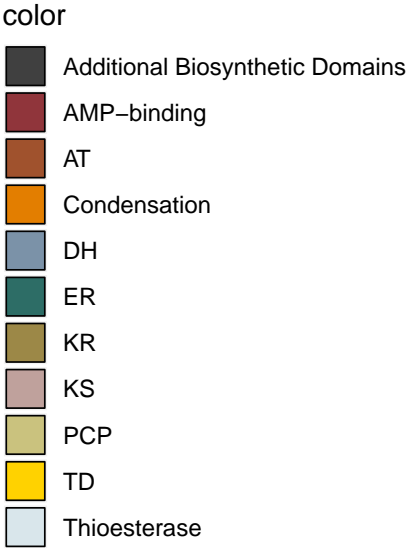 color
Additional Biosynthetic Domains
AMP−binding
AT
Condensation
DH
ER
KR
KS
PCP
TD
Thioesterase